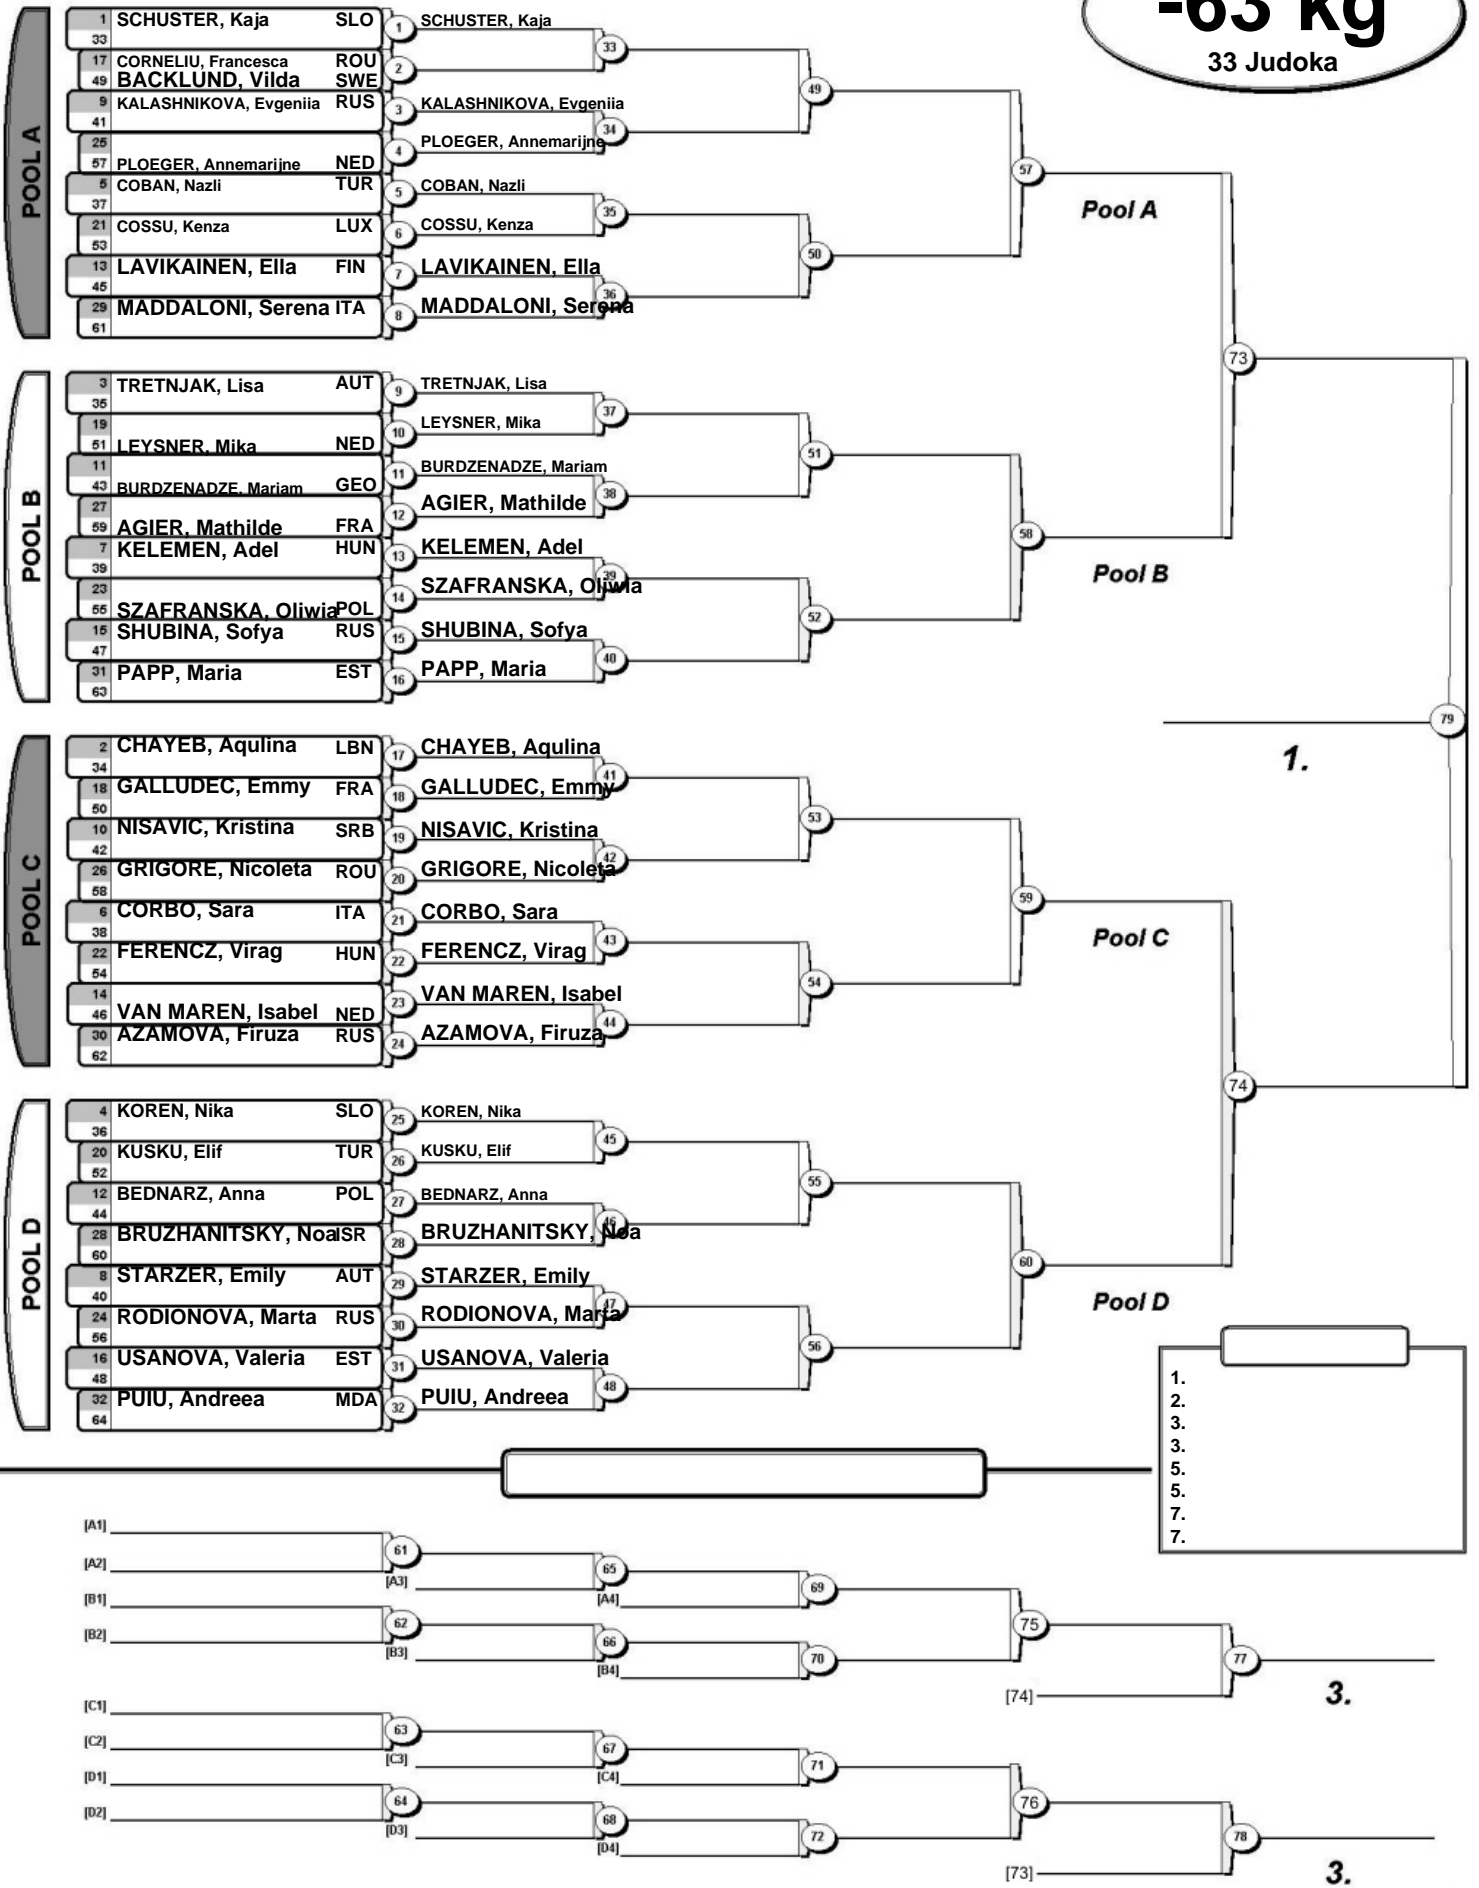 -63 kg
33 Judoka
POOL A
1 SCHUSTER, Kaja SLO
33
17 CORNELIU, Francesca ROU
49 BACKLUND, Vilda SWE
9 KALASHNIKOVA, Evgeniia RUS
41
25
57 PLOEGER, Annemarijne NED
5 COBAN, Nazli TUR
37
21 COSSU, Kenza LUX
53
13 LAVIKAINEN, Ella FIN
45
29 MADDALONI, Serena ITA
61
1 SCHUSTER, Kaja
2
3 KALASHNIKOVA, Evgeniia
4 PLOEGER, Annemarijne
5 COBAN, Nazli
6 COSSU, Kenza
7 LAVIKAINEN, Ella
8 MADDALONI, Serena
33
34
35
36
49
50
57
Pool A
POOL B
3 TRETNJAK, Lisa AUT
35
19
51 LEYSNER, Mika NED
11
43 BURDZENADZE, Mariam GEO
27
59 AGIER, Mathilde FRA
7 KELEMEN, Adel HUN
39
23
55 SZAFRANSKA, Oliwia POL
15 SHUBINA, Sofya RUS
47
31 PAPP, Maria EST
63
9 TRETNJAK, Lisa
10 LEYSNER, Mika
11 BURDZENADZE, Mariam
12 AGIER, Mathilde
13 KELEMEN, Adel
14 SZAFRANSKA, Oliwia
15 SHUBINA, Sofya
16 PAPP, Maria
37
38
39
40
51
52
58
Pool B
73
79
1.
POOL C
2 CHAYEB, Aqulina LBN
34
18 GALLUDEC, Emmy FRA
50
10 NISAVIC, Kristina SRB
42
26 GRIGORE, Nicoleta ROU
58
6 CORBO, Sara ITA
38
22 FERENCZ, Virag HUN
54
14
46 VAN MAREN, Isabel NED
30 AZAMOVA, Firuza RUS
62
17 CHAYEB, Aqulina
18 GALLUDEC, Emmy
19 NISAVIC, Kristina
20 GRIGORE, Nicoleta
21 CORBO, Sara
22 FERENCZ, Virag
23 VAN MAREN, Isabel
24 AZAMOVA, Firuza
41
42
43
44
53
54
59
Pool C
POOL D
4 KOREN, Nika SLO
36
20 KUSKU, Elif TUR
52
12 BEDNARZ, Anna POL
44
28 BRUZHANITSKY, Noa ISR
60
8 STARZER, Emily AUT
40
24 RODIONOVA, Marta RUS
56
16 USANOVA, Valeria EST
48
32 PUIU, Andreea MDA
64
25 KOREN, Nika
26 KUSKU, Elif
27 BEDNARZ, Anna
28 BRUZHANITSKY, Noa
29 STARZER, Emily
30 RODIONOVA, Marta
31 USANOVA, Valeria
32 PUIU, Andreea
45
46
47
48
55
56
60
Pool D
74
1.
2.
3.
3.
5.
5.
7.
7.
[A1]
[A2]
61
[A3]
65
[A4]
69
[B1]
[B2]
62
[B3]
66
[B4]
70
75
[74]
77
3.
[C1]
[C2]
63
[C3]
67
[C4]
71
[D1]
[D2]
64
[D3]
68
[D4]
72
76
[73]
78
3.